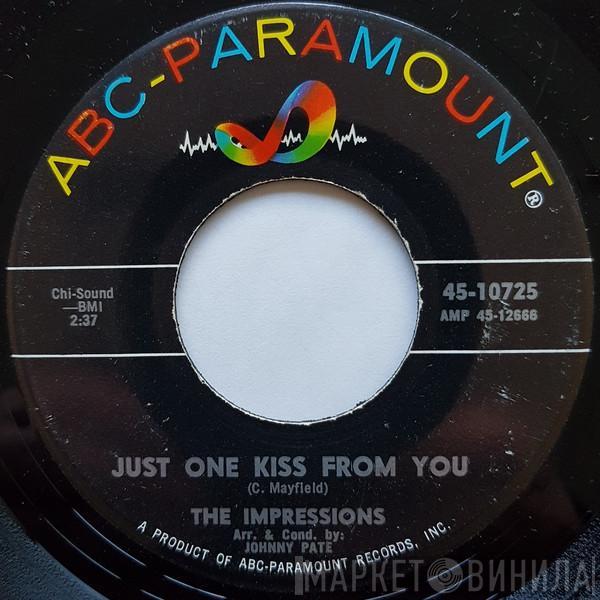 ABC-PARAMOUNT®
Chi-Sound
—BMI
2:37
45-10725
AMP 45-12666
JUST ONE KISS FROM YOU
(C. Mayfield)
THE IMPRESSIONS
Arr. & Cond. by:
JOHNNY PATE
A PRODUCT OF ABC-PARAMOUNT RECORDS, INC.
МАРКЕТ ВИНИЛА